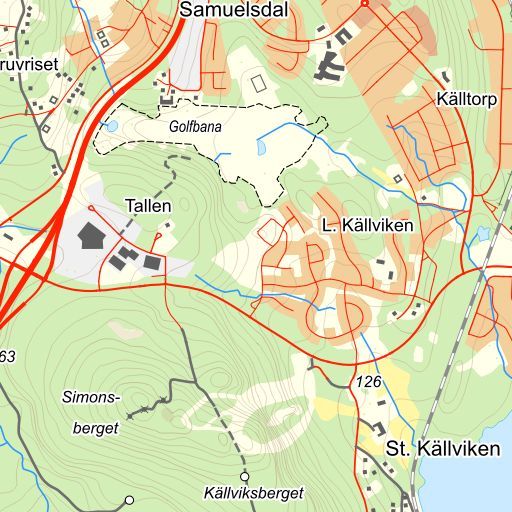 Samuelsdal
ruvriset
Källtorp
Golfbana
Tallen
L. Källviken
63
126
Simons-
berget
St. Källviken
Källviksberget